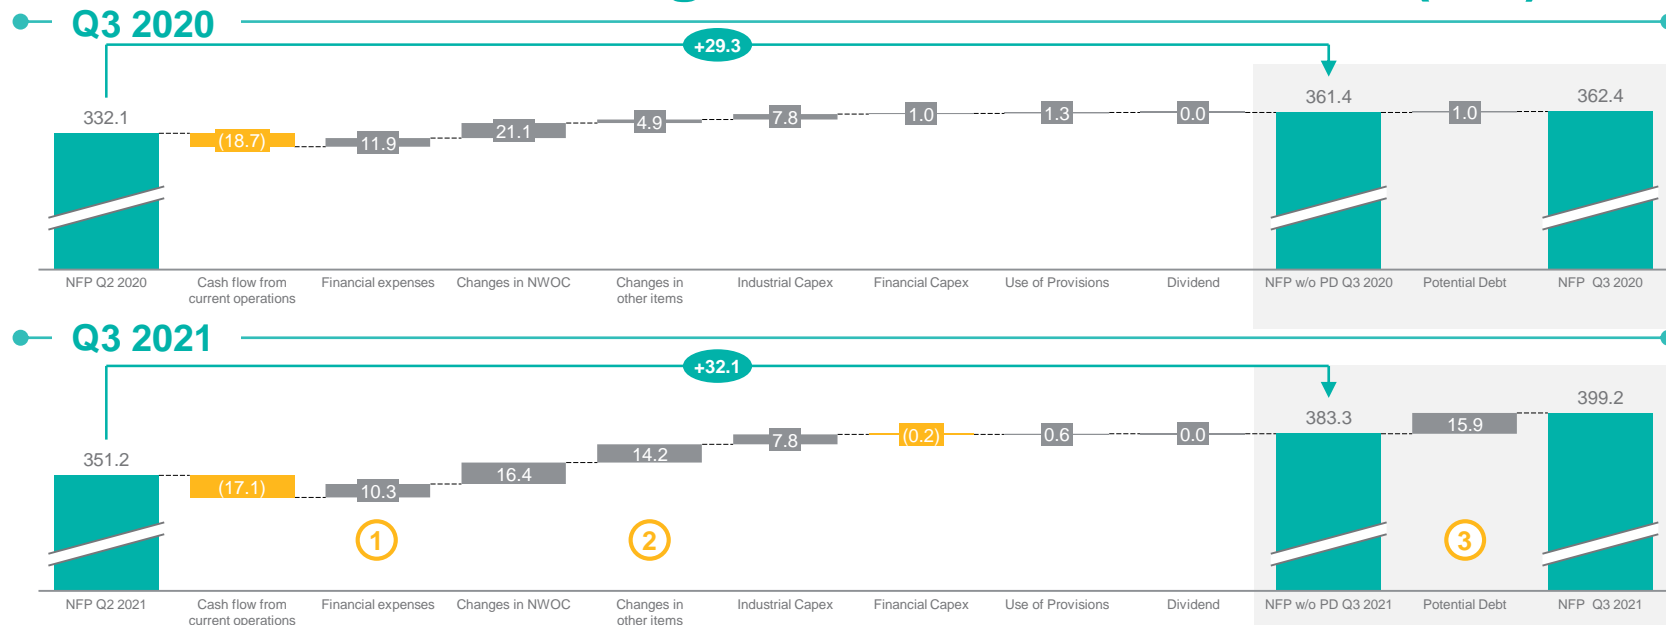 Q3 2020
+29.3
332.1
(18.7)
11.9
21.1
4.9
7.8
1.0
1.3
0.0
361.4
1.0
362.4
NFP Q2 2020
Cash flow from
current operations
Financial expenses
Changes in NWOC
Changes in
other items
Industrial Capex
Financial Capex
Use of Provisions
Dividend
NFP w/o PD Q3 2020
Potential Debt
NFP Q3 2020
Q3 2021
+32.1
351.2
(17.1)
10.3
16.4
14.2
7.8
(0.2)
0.6
0.0
383.3
15.9
399.2
1
2
3
NFP Q2 2021
Cash flow from
current operations
Financial expenses
Changes in NWOC
Changes in
other items
Industrial Capex
Financial Capex
Use of Provisions
Dividend
NFP w/o PD Q3 2021
Potential Debt
NFP Q3 2021